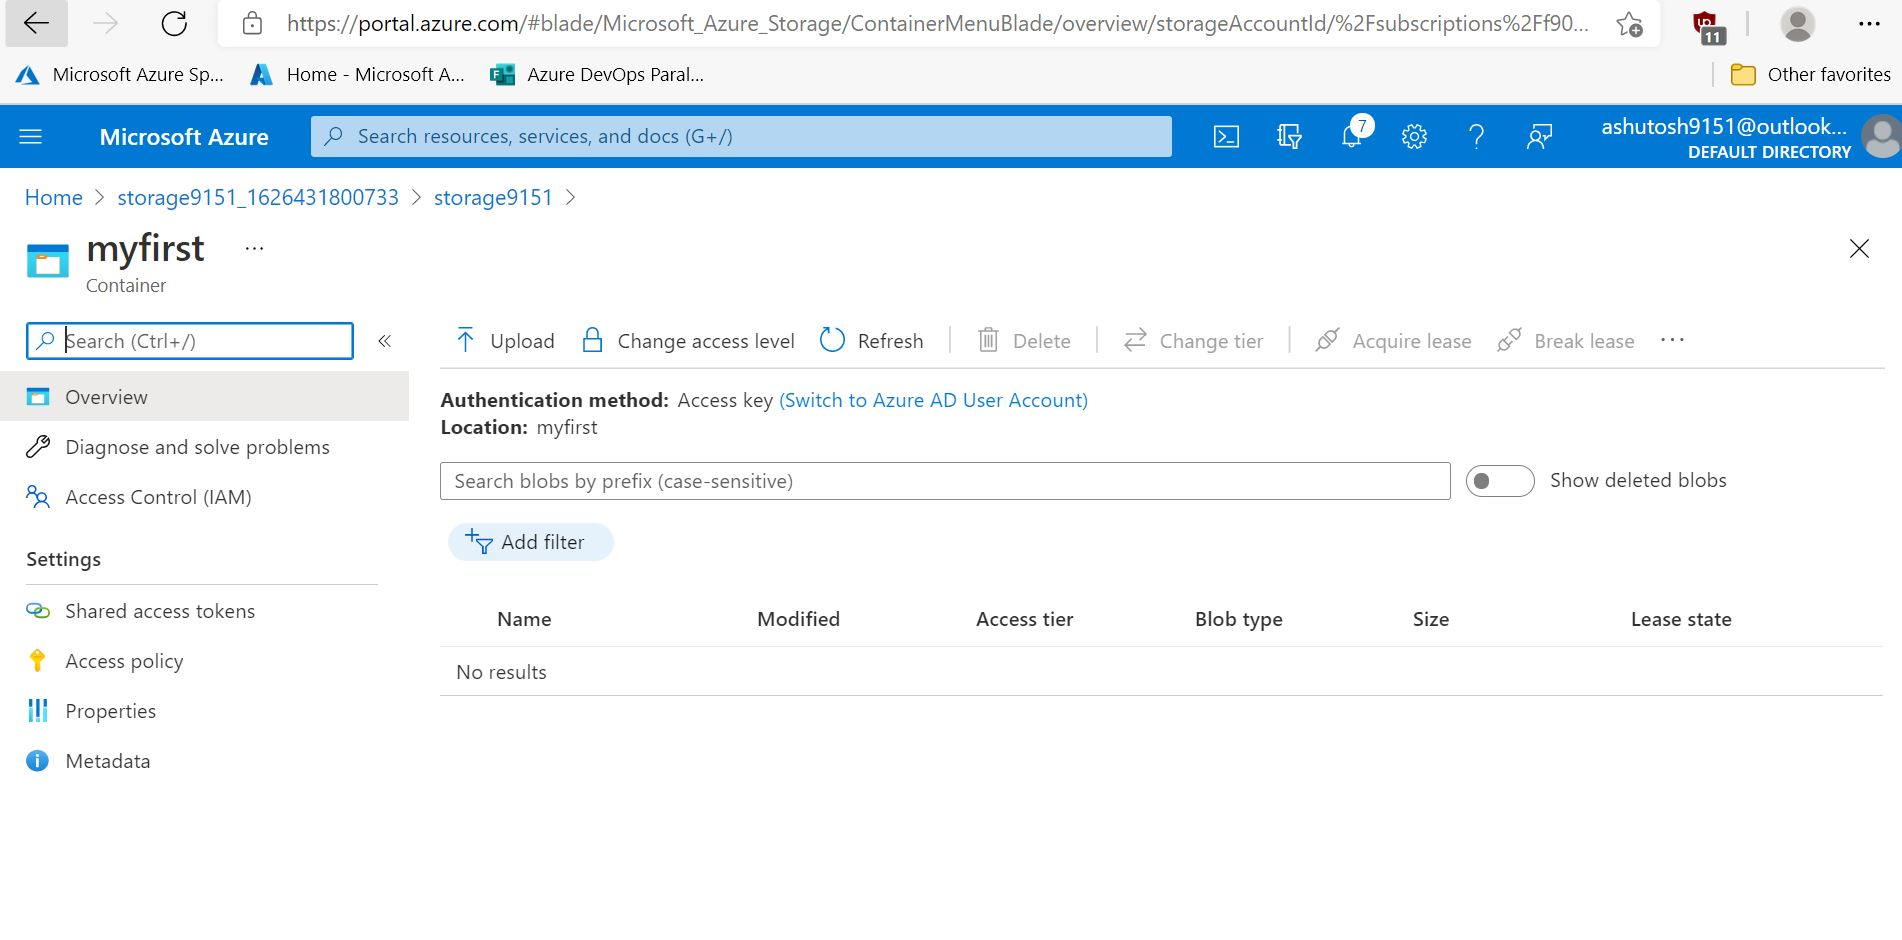 https://portal.azure.com/#blade/Microsoft_Azure_Storage/ContainerMenuBlade/overview/storageAccountId/%2Fsubscriptions%2Ff90...
11
Microsoft Azure Sp...
Home - Microsoft A...
Azure DevOps Paral...
Other favorites
Microsoft Azure
Search resources, services, and docs (G+/)
7
ashutosh9151@outlook...
DEFAULT DIRECTORY
Home > storage9151_1626431800733 > storage9151 >
myfirst ...
Container
Search (Ctrl+/)
«
Overview
Diagnose and solve problems
Access Control (IAM)
Settings
Shared access tokens
Access policy
Properties
Metadata
Upload
Change access level
Refresh
Delete
Change tier
Acquire lease
Break lease
...
Authentication method: Access key (Switch to Azure AD User Account)
Location: myfirst
Search blobs by prefix (case-sensitive)
Show deleted blobs
Add filter
Name Modified Access tier Blob type Size Lease state
No results